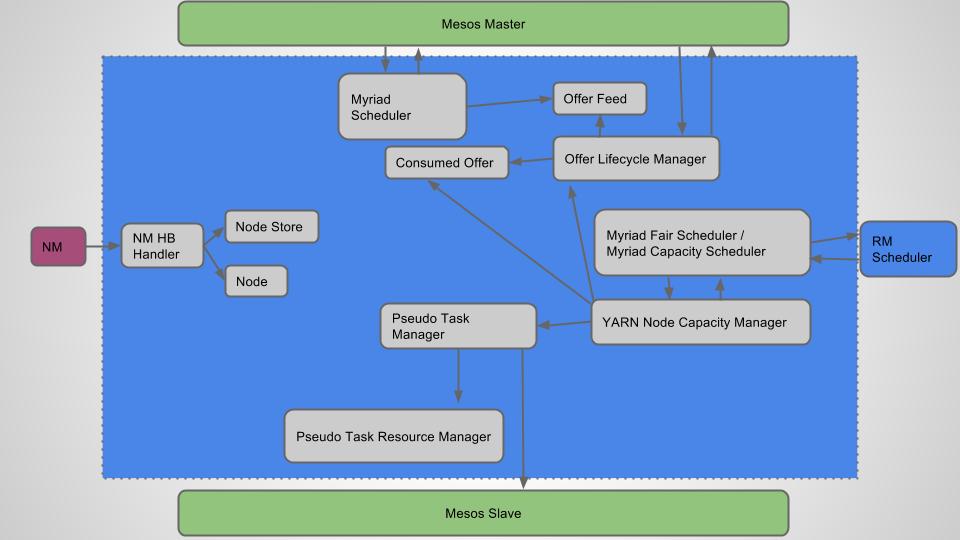 Mesos Master
Myriad
Scheduler
Offer Feed
Consumed Offer
Offer Lifecycle Manager
NM
NM HB
Handler
Node Store
Node
Myriad Fair Scheduler /
Myriad Capacity Scheduler
RM
Scheduler
Pseudo Task
Manager
YARN Node Capacity Manager
Pseudo Task Resource Manager
Mesos Slave